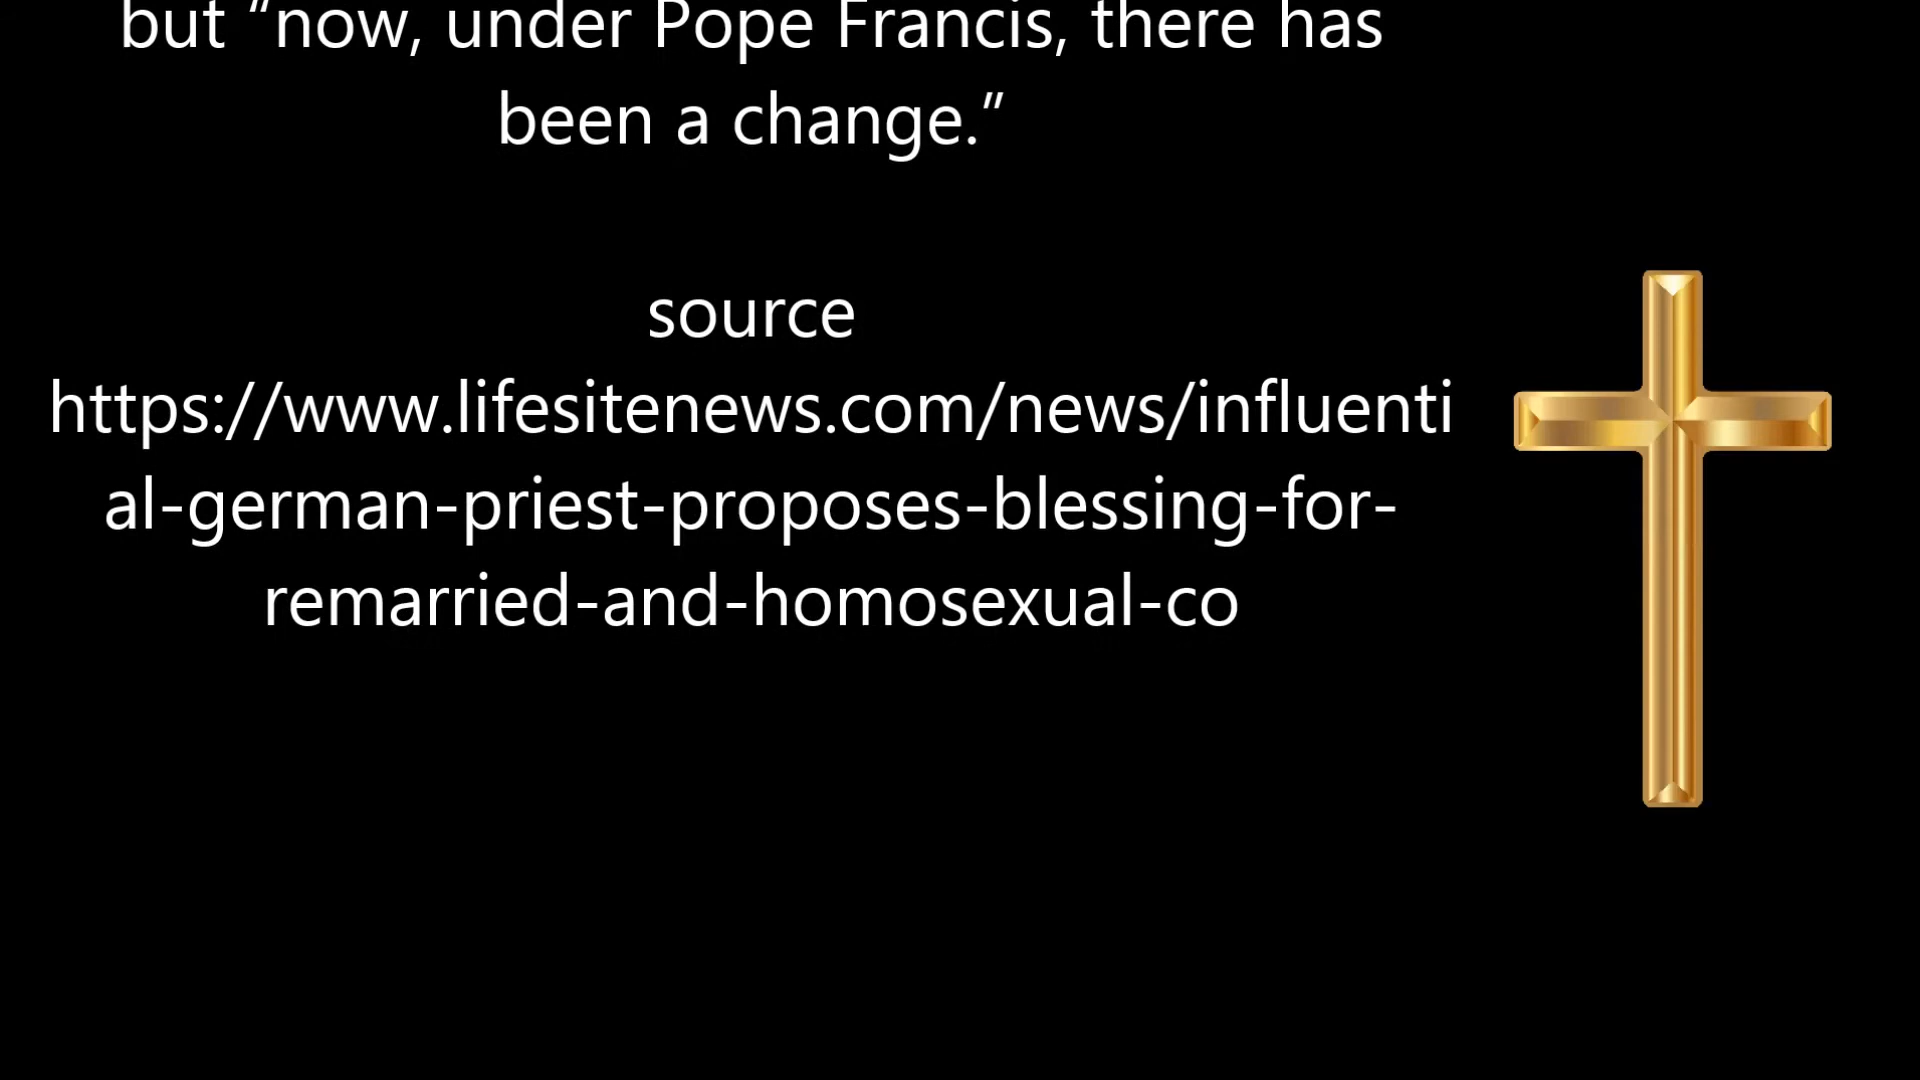 but “now, under Pope Francis, there has
been a change.”
source
https://www.lifesitenews.com/news/influenti
al-german-priest-proposes-blessing-for-
remarried-and-homosexual-co